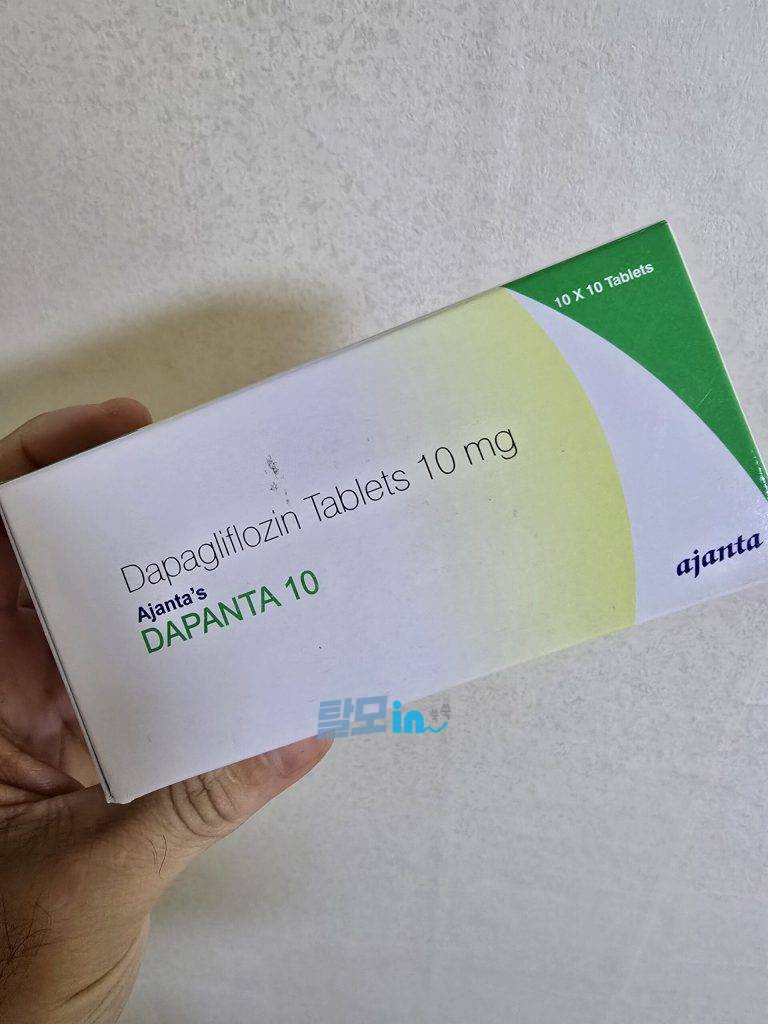 10 X 10 Tablets
Dapagliflozin Tablets 10 mg
Ajanta's
DAPANTA 10
ajanta
탈모in